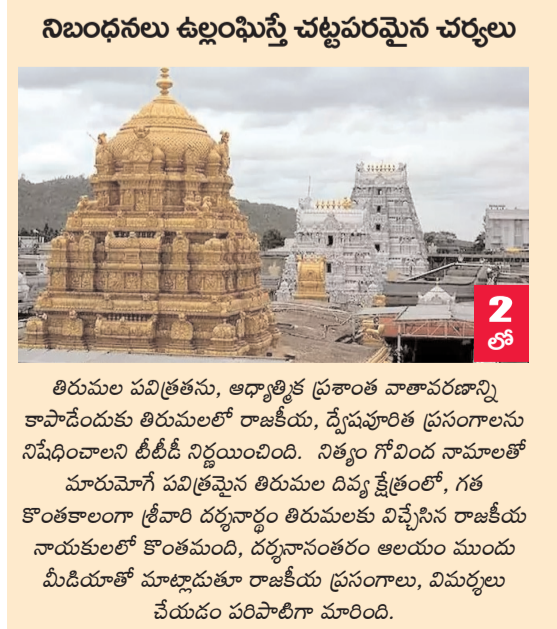 నిబంధనలు ఉల్లంఘిస్తే చట్టపరమైన చర్యలు
2
లో
తిరుమల పవిత్రతను, ఆధ్యాత్మిక ప్రశాంత వాతావరణాన్ని
కాపాడేందుకు తిరుమలలో రాజకీయ, ద్వేషపూరిత ప్రసంగాలను
నిషేధించాలని టీటీడీ నిర్ణయించింది. నిత్యం గోవింద నామాలతో
మారుమోగే పవిత్రమైన తిరుమల దివ్య క్షేత్రంలో, గత
కొంతకాలంగా శ్రీవారి దర్శనార్థం తిరుమలకు విచ్చేసిన రాజకీయ
నాయకులలో కొంతమంది, దర్శనానంతరం ఆలయం ముందు
మీడియాతో మాట్లాడుతూ రాజకీయ ప్రసంగాలు, విమర్శలు
చేయడం పరిపాటిగా మారింది.